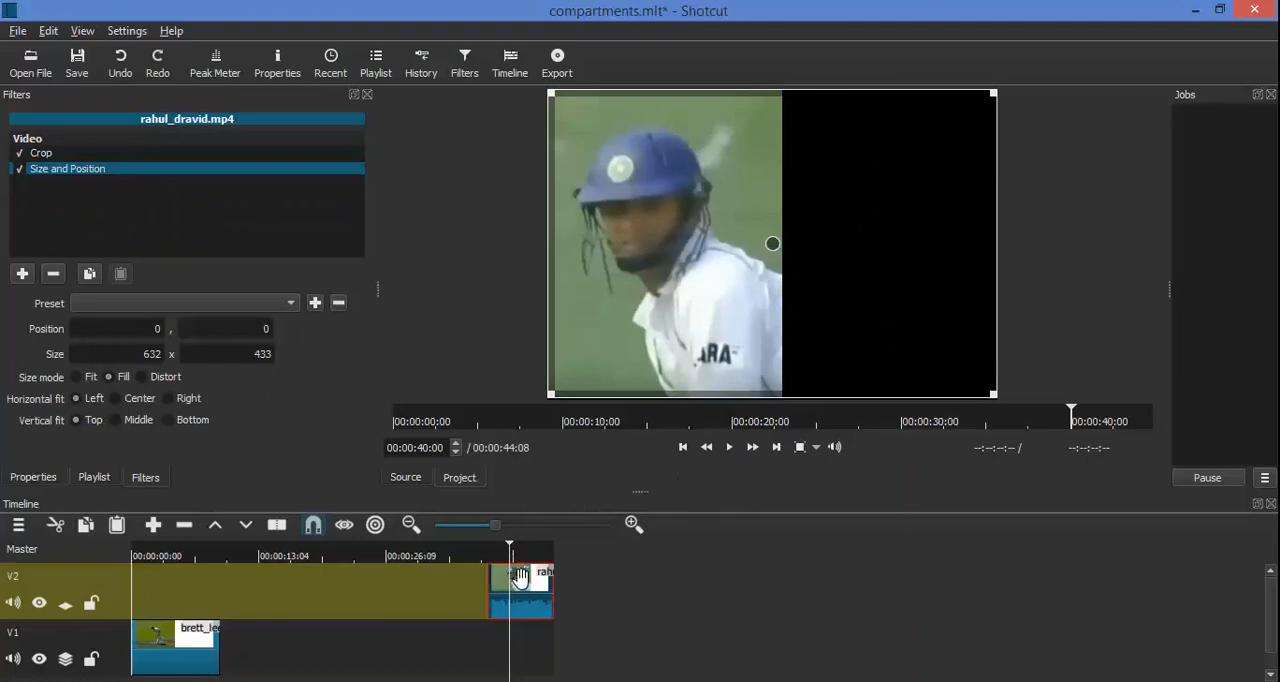 compartments.mlt* - Shotcut
File Edit View Settings Help
Open File Save Undo Redo Peak Meter Properties Recent Playlist History Filters Timeline Export
Filters
Jobs
rahul_dravid.mp4
Video
✓ Crop
✓ Size and Position
ARA
Preset
Position 0 , 0
Size 632 x 433
Size mode Fit Fill Distort
Horizontal fit Left Center Right
Vertical fit Top Middle Bottom
00:00:00:00 00:00:10:00 00:00:20:00 00:00:30:00 00:00:40:00
00:00:40:00 / 00:00:44:08 --:--:--:-- / --:--:--:--
Properties Playlist Filters Source Project Pause
Timeline
Master 00:00:00:00 00:00:13:04 00:00:26:09
V2 rahu
V1 brett_lee